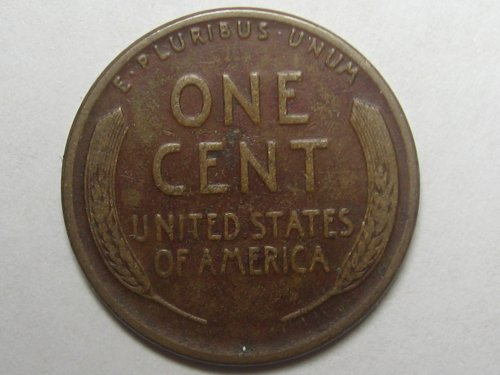 E·PLURIBUS·UNUM
ONE
CENT
UNITED STATES
OF AMERICA